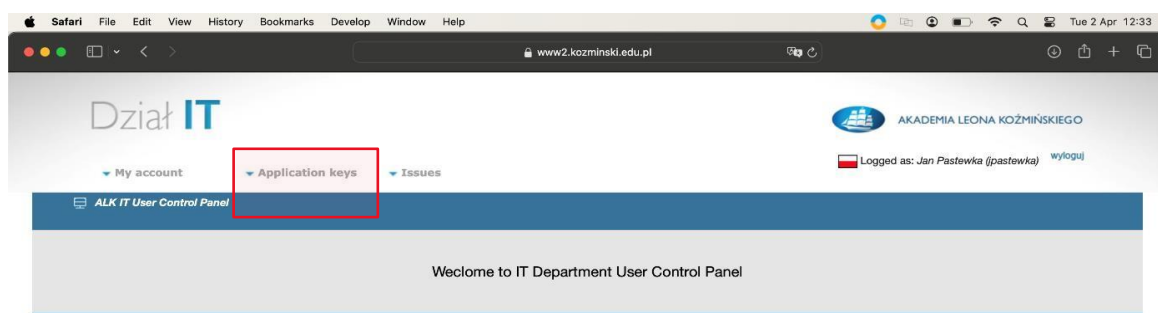 Safari File Edit View History Bookmarks Develop Window Help Tue 2 Apr 12:33
www2.kozminski.edu.pl
Dział IT
AKADEMIA LEONA KOŹMIŃSKIEGO
Logged as: Jan Pastewka (jpastewka) wyloguj
My account Application keys Issues
ALK IT User Control Panel
Weclome to IT Department User Control Panel